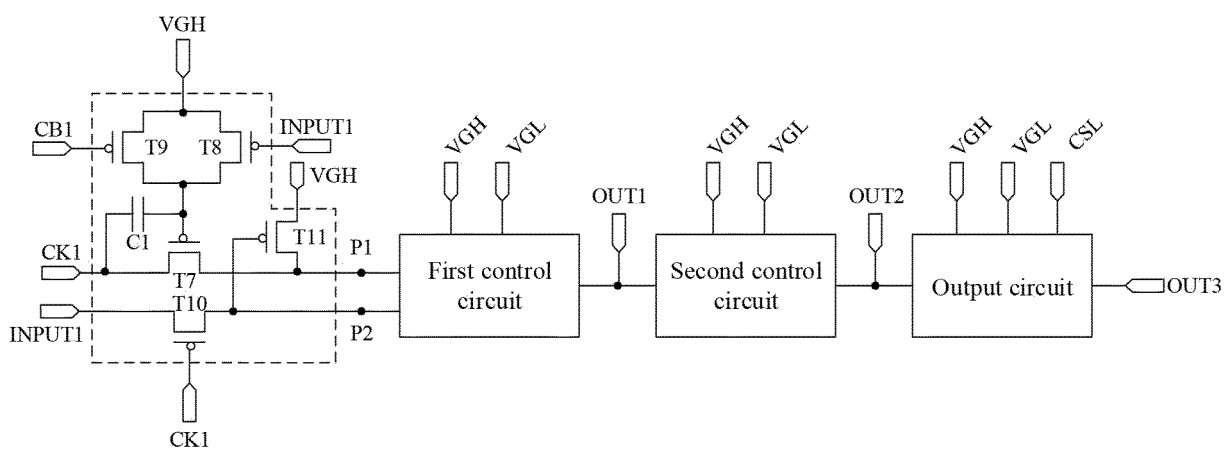 VGH
CB1
T9
T8
INPUT1
VGH
C1
T11
CK1
T7
P1
T10
INPUT1
P2
CK1
VGH
VGL
First control
circuit
OUT1
VGH
VGL
Second control
circuit
OUT2
VGH
VGL
CSL
Output circuit
OUT3